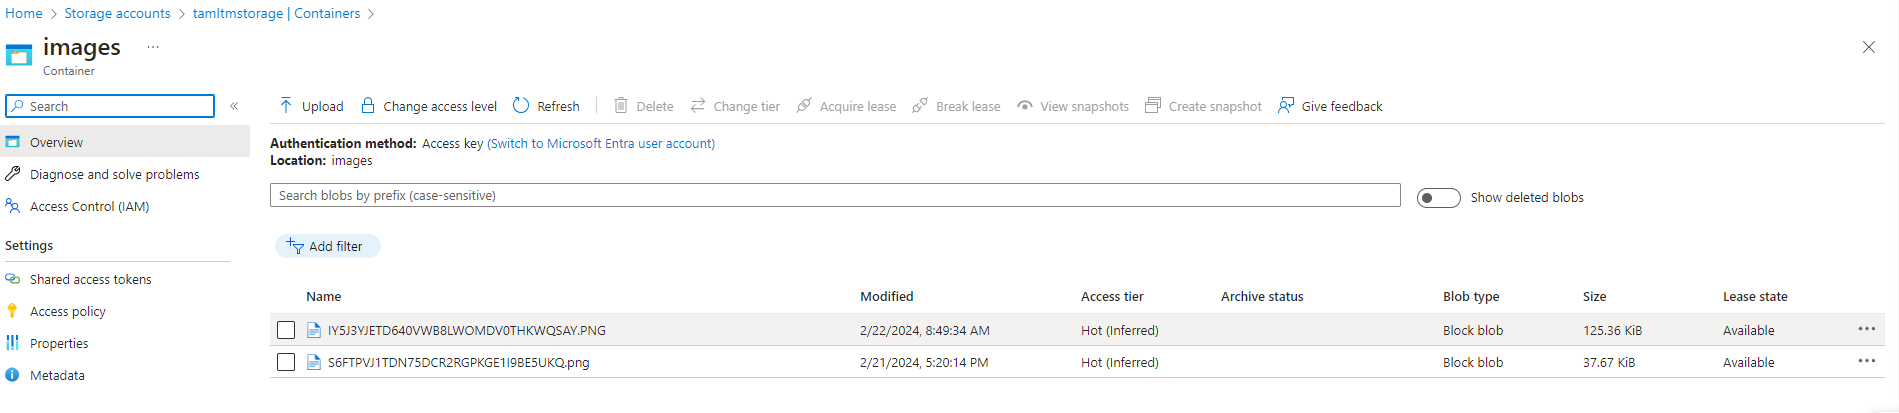 Home > Storage accounts > tamltmstorage | Containers >
images ...
Container
Search «
Upload Change access level Refresh Delete Change tier Acquire lease Break lease View snapshots Create snapshot Give feedback
Overview
Diagnose and solve problems
Access Control (IAM)
Settings
Shared access tokens
Access policy
Properties
Metadata
Authentication method: Access key (Switch to Microsoft Entra user account)
Location: images
Search blobs by prefix (case-sensitive)
Show deleted blobs
Add filter
Name Modified Access tier Archive status Blob type Size Lease state
IY5J3YJETD640VWB8LWOMDV0THKWQSAY.PNG 2/22/2024, 8:49:34 AM Hot (Inferred) Block blob 125.36 KiB Available ...
S6FTPVJ1TDN75DCR2RGPKGE1I9BE5UKQ.png 2/21/2024, 5:20:14 PM Hot (Inferred) Block blob 37.67 KiB Available ...